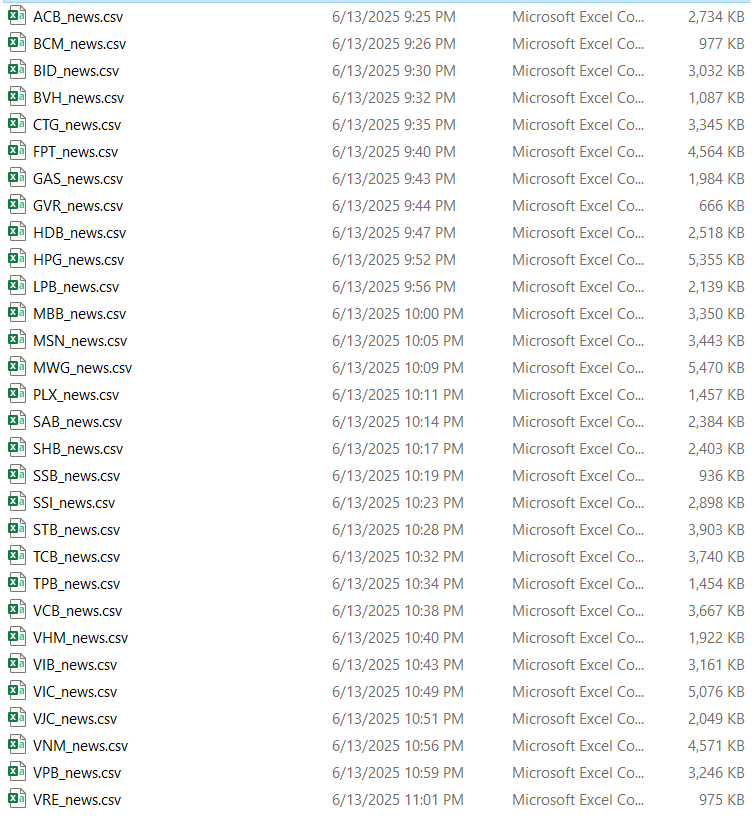 ACB_news.csv 6/13/2025 9:25 PM Microsoft Excel Co... 2,734 KB
BCM_news.csv 6/13/2025 9:26 PM Microsoft Excel Co... 977 KB
BID_news.csv 6/13/2025 9:30 PM Microsoft Excel Co... 3,032 KB
BVH_news.csv 6/13/2025 9:32 PM Microsoft Excel Co... 1,087 KB
CTG_news.csv 6/13/2025 9:35 PM Microsoft Excel Co... 3,345 KB
FPT_news.csv 6/13/2025 9:40 PM Microsoft Excel Co... 4,564 KB
GAS_news.csv 6/13/2025 9:43 PM Microsoft Excel Co... 1,984 KB
GVR_news.csv 6/13/2025 9:44 PM Microsoft Excel Co... 666 KB
HDB_news.csv 6/13/2025 9:47 PM Microsoft Excel Co... 2,518 KB
HPG_news.csv 6/13/2025 9:52 PM Microsoft Excel Co... 5,355 KB
LPB_news.csv 6/13/2025 9:56 PM Microsoft Excel Co... 2,139 KB
MBB_news.csv 6/13/2025 10:00 PM Microsoft Excel Co... 3,350 KB
MSN_news.csv 6/13/2025 10:05 PM Microsoft Excel Co... 3,443 KB
MWG_news.csv 6/13/2025 10:09 PM Microsoft Excel Co... 5,470 KB
PLX_news.csv 6/13/2025 10:11 PM Microsoft Excel Co... 1,457 KB
SAB_news.csv 6/13/2025 10:14 PM Microsoft Excel Co... 2,384 KB
SHB_news.csv 6/13/2025 10:17 PM Microsoft Excel Co... 2,403 KB
SSB_news.csv 6/13/2025 10:19 PM Microsoft Excel Co... 936 KB
SSI_news.csv 6/13/2025 10:23 PM Microsoft Excel Co... 2,898 KB
STB_news.csv 6/13/2025 10:28 PM Microsoft Excel Co... 3,903 KB
TCB_news.csv 6/13/2025 10:32 PM Microsoft Excel Co... 3,740 KB
TPB_news.csv 6/13/2025 10:34 PM Microsoft Excel Co... 1,454 KB
VCB_news.csv 6/13/2025 10:38 PM Microsoft Excel Co... 3,667 KB
VHM_news.csv 6/13/2025 10:40 PM Microsoft Excel Co... 1,922 KB
VIB_news.csv 6/13/2025 10:43 PM Microsoft Excel Co... 3,161 KB
VIC_news.csv 6/13/2025 10:49 PM Microsoft Excel Co... 5,076 KB
VJC_news.csv 6/13/2025 10:51 PM Microsoft Excel Co... 2,049 KB
VNM_news.csv 6/13/2025 10:56 PM Microsoft Excel Co... 4,571 KB
VPB_news.csv 6/13/2025 10:59 PM Microsoft Excel Co... 3,246 KB
VRE_news.csv 6/13/2025 11:01 PM Microsoft Excel Co... 975 KB